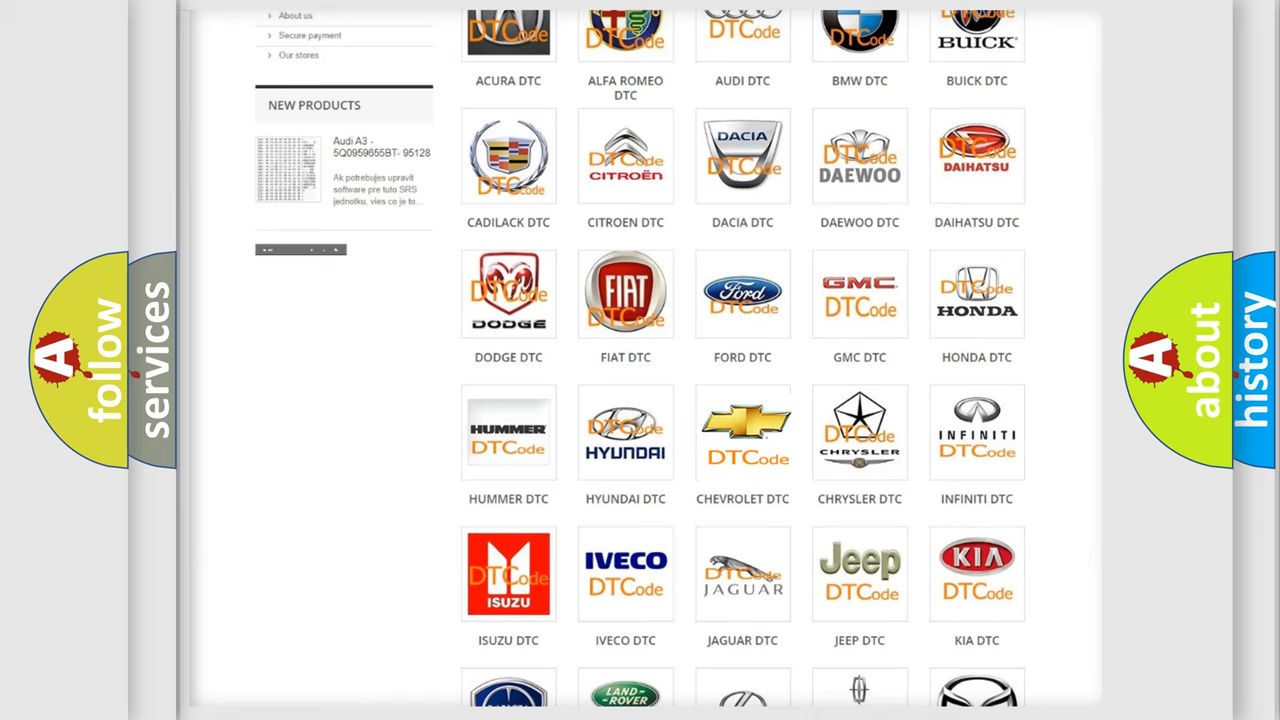 About us
Secure payment
Our stores
NEW PRODUCTS
Audi A3 -
5Q0959655BT- 95128
Ak potrebujes upravit
software pre tuto SRS
jednotku, vies co je to...
DTCode
DTCode
DTCode
DTCode
BUICK
ACURA DTC
ALFA ROMEO
DTC
AUDI DTC
BMW DTC
BUICK DTC
DTCode
DTCode
CITROËN
DACIA
DTCode
DTCode
DAEWOO
DTCode
DAIHATSU
CADILACK DTC
CITROEN DTC
DACIA DTC
DAEWOO DTC
DAIHATSU DTC
DTCode
DODGE
FIAT
DTCode
Ford
DTCode
GMC
DTCode
DTCode
HONDA
DODGE DTC
FIAT DTC
FORD DTC
GMC DTC
HONDA DTC
HUMMER
DTCode
DTCode
HYUNDAI
DTCode
DTCode
CHRYSLER
INFINITI
DTCode
HUMMER DTC
HYUNDAI DTC
CHEVROLET DTC
CHRYSLER DTC
INFINITI DTC
DTCode
ISUZU
IVECO
DTCode
DTCode
JAGUAR
Jeep
DTCode
KIA
DTCode
ISUZU DTC
IVECO DTC
JAGUAR DTC
JEEP DTC
KIA DTC
LAND-
ROVER
A
follow
services
A
about
history